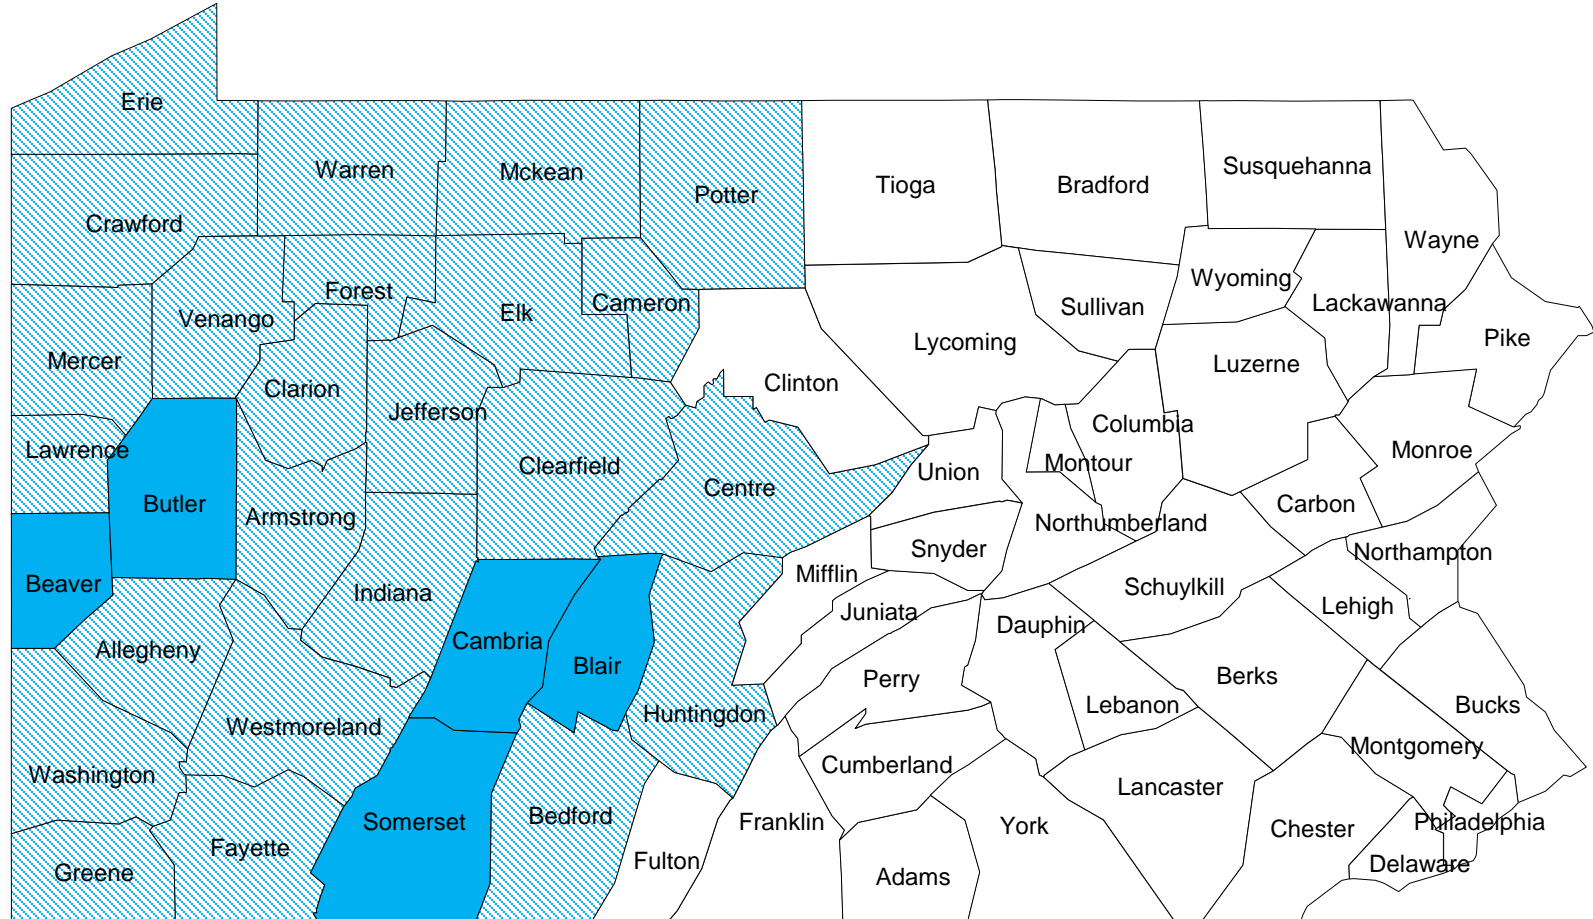 Erie
Warren
Mckean
Potter
Tioga
Bradford
Susquehanna
Crawford
Wayne
Forest
Venango
Elk
Cameron
Wyoming
Sullivan
Lackawanna
Mercer
Clarion
Jefferson
Clinton
Lycoming
Luzerne
Pike
Lawrence
Butler
Armstrong
Clearfield
Centre
Union
Montour
Columbia
Monroe
Carbon
Northumberland
Snyder
Northampton
Beaver
Allegheny
Indiana
Cambria
Blair
Mifflin
Juniata
Dauphin
Schuylkill
Lehigh
Perry
Lebanon
Berks
Bucks
Westmoreland
Huntingdon
Washington
Cumberland
Lancaster
Montgomery
Somerset
Bedford
Franklin
York
Chester
Philadelphia
Greene
Fayette
Fulton
Adams
Delaware